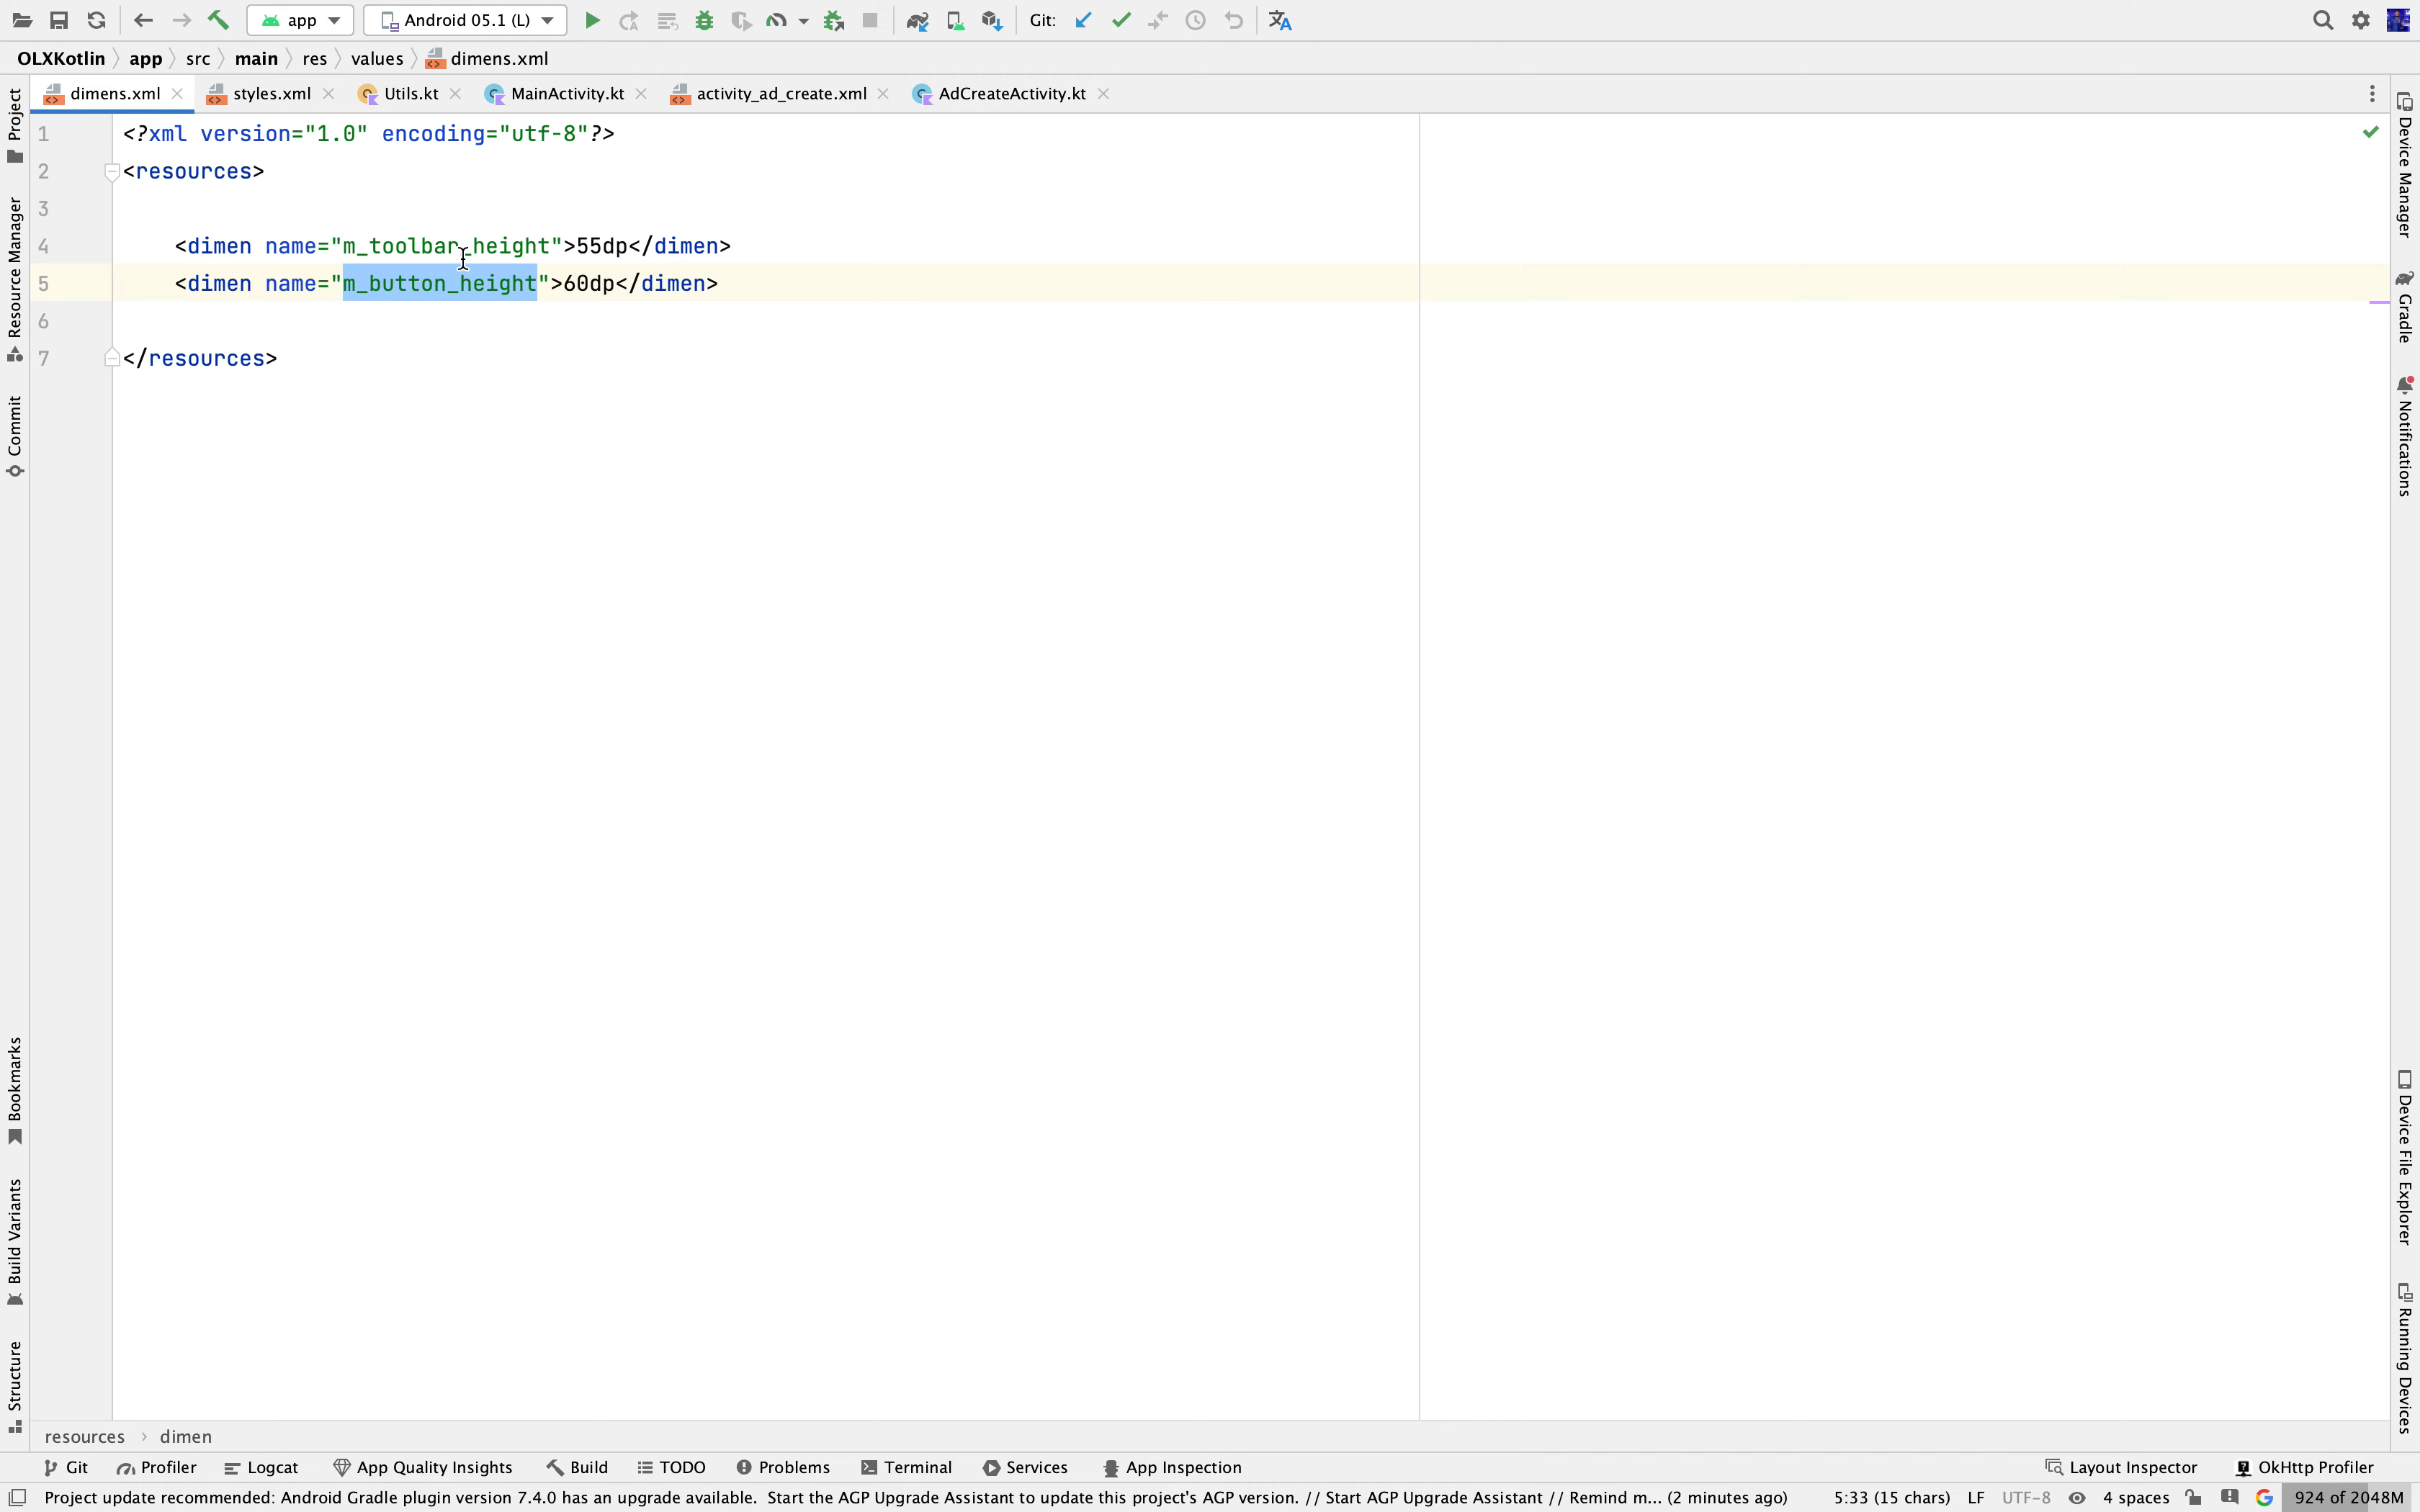 app
Android 05.1 (L)
Git:
OLXKotlin
app
src
main
res
values
dimens.xml
dimens.xml
styles.xml
Utils.kt
MainActivity.kt
activity_ad_create.xml
AdCreateActivity.kt
Project
Resource Manager
Commit
Bookmarks
Build Variants
Structure
1 <?xml version="1.0" encoding="utf-8"?>
2 <resources>
3
4 <dimen name="m_toolbar_height">55dp</dimen>
5 <dimen name="m_button_height">60dp</dimen>
6
7 </resources>
Device Manager
Gradle
Notifications
Device File Explorer
Running Devices
resources › dimen
Git
Profiler
Logcat
App Quality Insights
Build
TODO
Problems
Terminal
Services
App Inspection
Layout Inspector
OkHttp Profiler
Project update recommended: Android Gradle plugin version 7.4.0 has an upgrade available. Start the AGP Upgrade Assistant to update this project's AGP version. // Start AGP Upgrade Assistant // Remind m... (2 minutes ago)
5:33 (15 chars)
LF
UTF-8
4 spaces
924 of 2048M